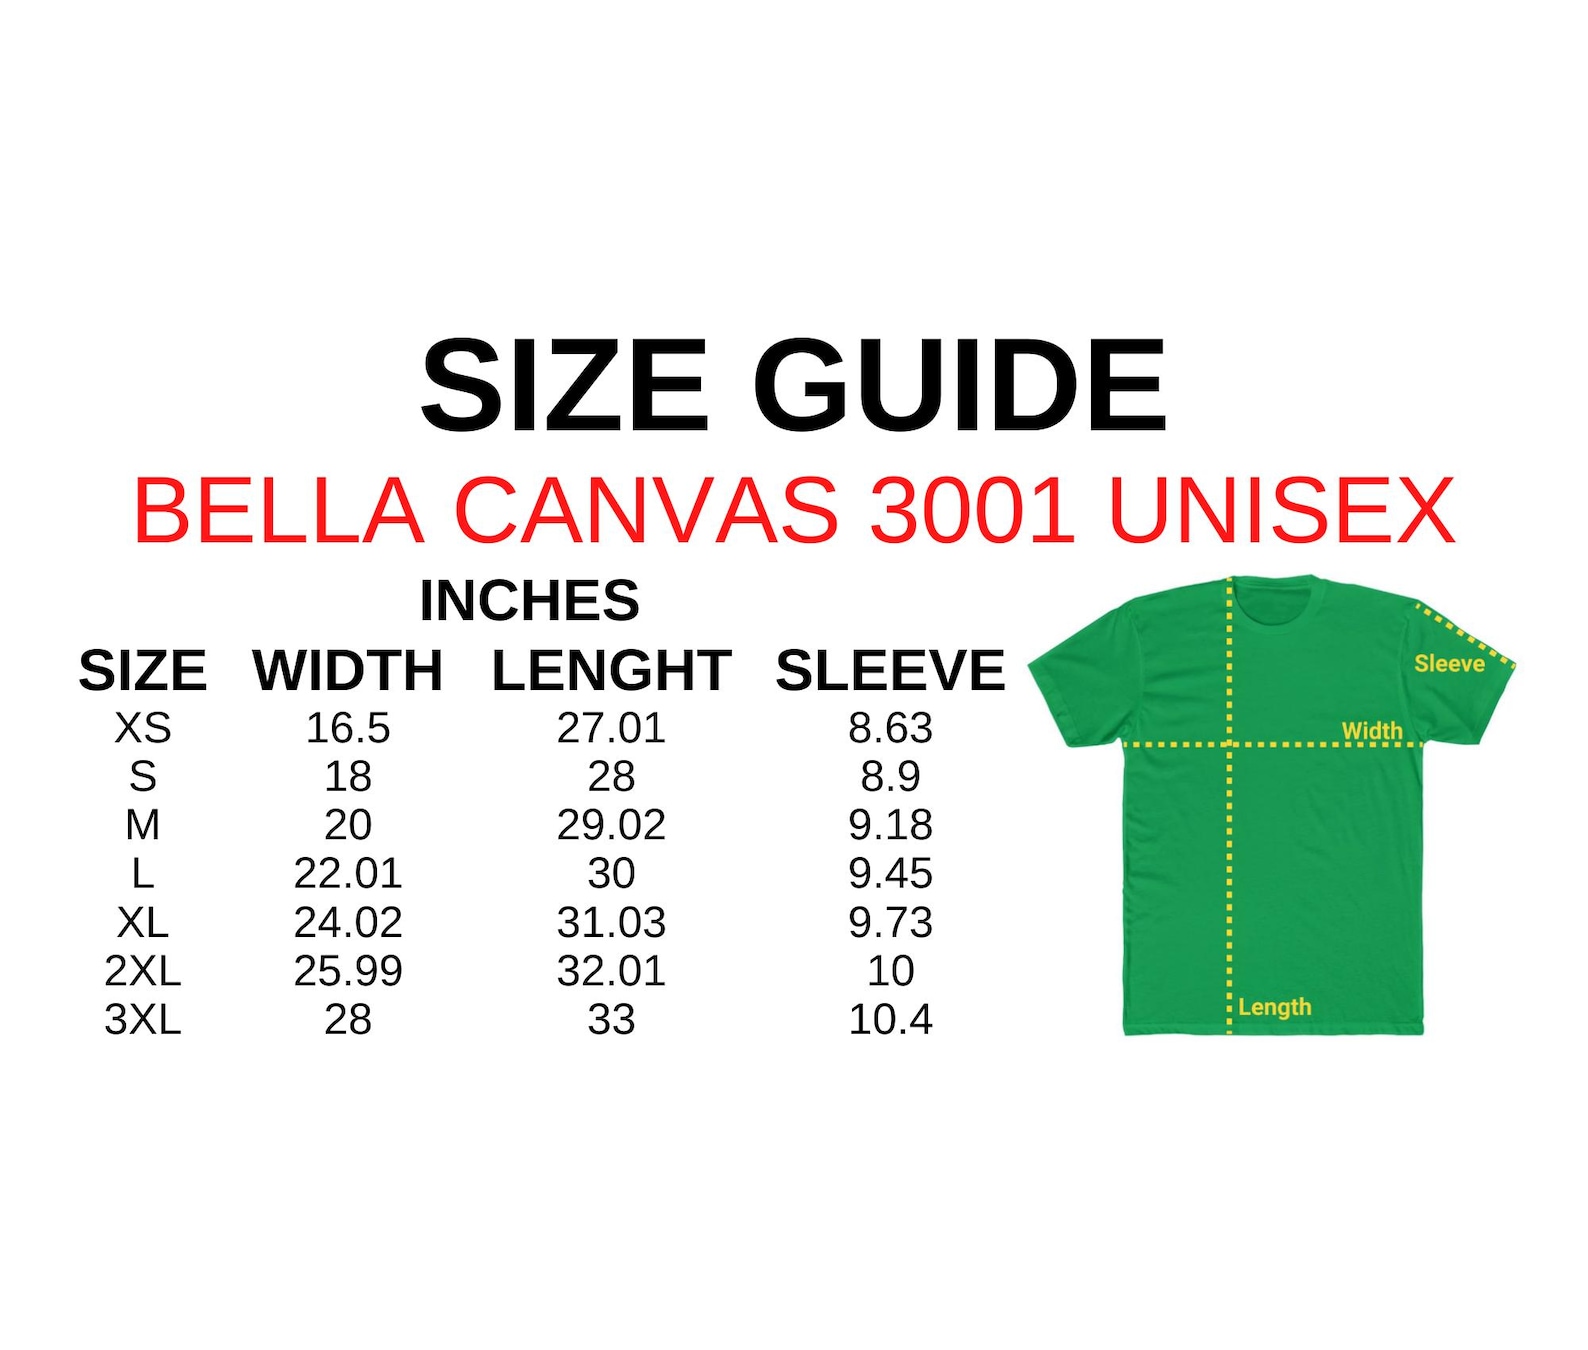 SIZE GUIDE
BELLA CANVAS 3001 UNISEX
INCHES
SIZE WIDTH LENGHT SLEEVE
XS 16.5 27.01 8.63
S 18 28 8.9
M 20 29.02 9.18
L 22.01 30 9.45
XL 24.02 31.03 9.73
2XL 25.99 32.01 10
3XL 28 33 10.4
Sleeve
Width
Length